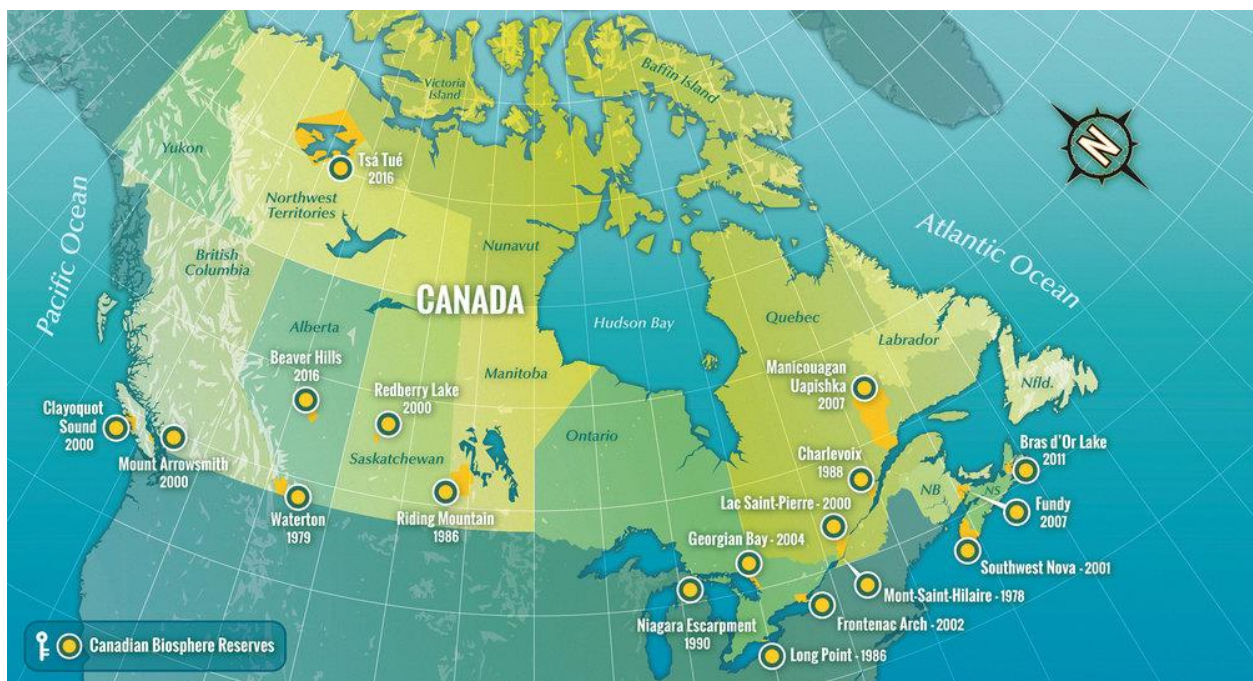 Victoria
Island
Baffin Island
Yukon
Tsá Tué
2016
Northwest
Territories
Nunavut
Pacific Ocean
British
Columbia
CANADA
Atlantic Ocean
Hudson Bay
Quebec
Labrador
Alberta
Beaver Hills
2016
Redberry Lake
2000
Manitoba
Manicouagan
Uapishka
2007
Nfld.
Clayoquot
Sound
2000
Mount Arrowsmith
2000
Saskatchewan
Ontario
Charlevoix
1988
Bras d'Or Lake
2011
Waterton
1979
Riding Mountain
1986
Lac Saint-Pierre - 2000
NB
NS
Fundy
2007
Georgian Bay - 2004
Southwest Nova - 2001
Mont-Saint-Hilaire - 1978
Niagara Escarpment
1990
Frontenac Arch - 2002
Long Point - 1986
Canadian Biosphere Reserves
N